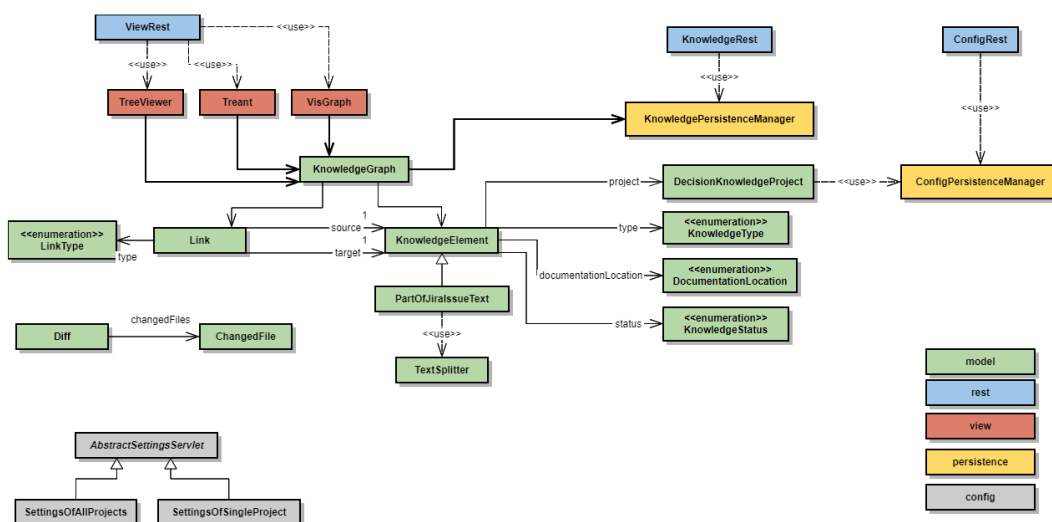 ViewRest
<<use>>
KnowledgeRest
ConfigRest
<<use>>
<<use>>
<<use>>
<<use>>
TreeViewer
Treant
VisGraph
KnowledgePersistenceManager
KnowledgeGraph
project
DecisionKnowledgeProject
<<use>>
ConfigPersistenceManager
<<enumeration>>
LinkType
type
Link
source
1
target
1
KnowledgeElement
type
<<enumeration>>
KnowledgeType
documentationLocation
<<enumeration>>
DocumentationLocation
PartOfJiraIssueText
status
<<enumeration>>
KnowledgeStatus
<<use>>
TextSplitter
Diff
changedFiles
ChangedFile
model
rest
view
persistence
config
AbstractSettingsServlet
SettingsOfAllProjects
SettingsOfSingleProject